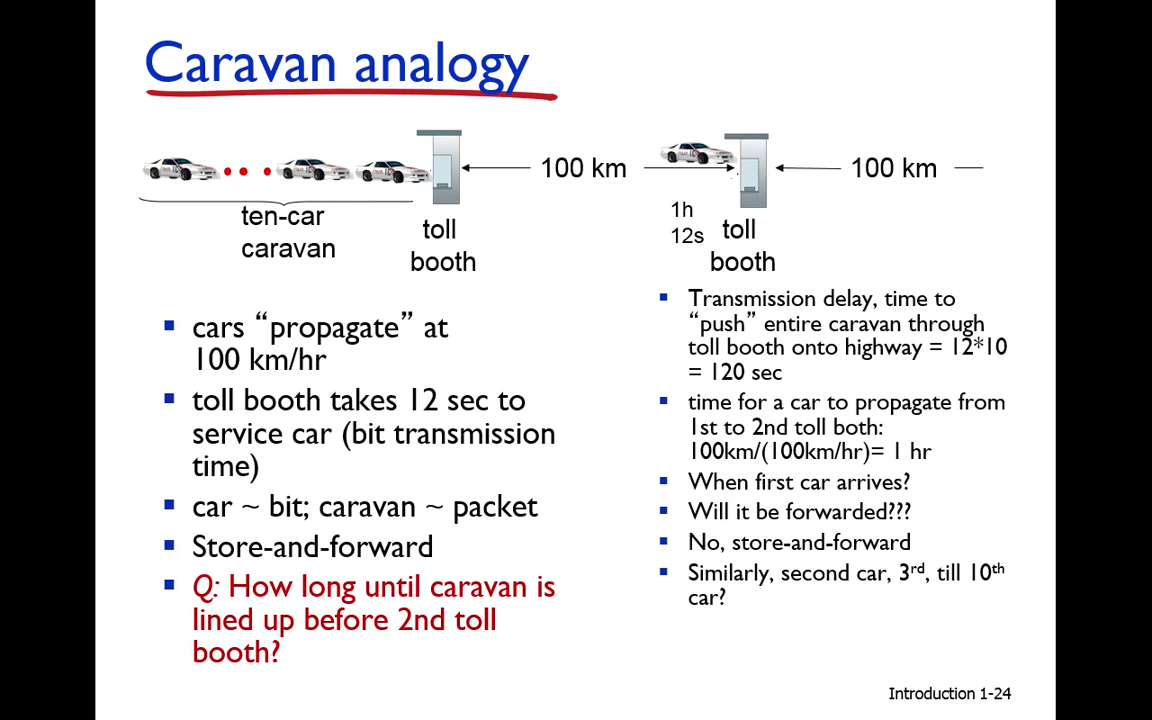 Caravan analogy
100 km
100 km
ten-car
caravan
toll
booth
1h
12s
toll
booth
▪ cars “propagate” at
100 km/hr
▪ toll booth takes 12 sec to
service car (bit transmission
time)
▪ car ~ bit; caravan ~ packet
▪ Store-and-forward
▪ Q: How long until caravan is
lined up before 2nd toll
booth?
▪ Transmission delay, time to
“push” entire caravan through
toll booth onto highway = 12*10
= 120 sec
▪ time for a car to propagate from
1st to 2nd toll both:
100km/(100km/hr)= 1 hr
▪ When first car arrives?
▪ Will it be forwarded???
▪ No, store-and-forward
▪ Similarly, second car, 3rd, till 10th
car?
Introduction 1-24